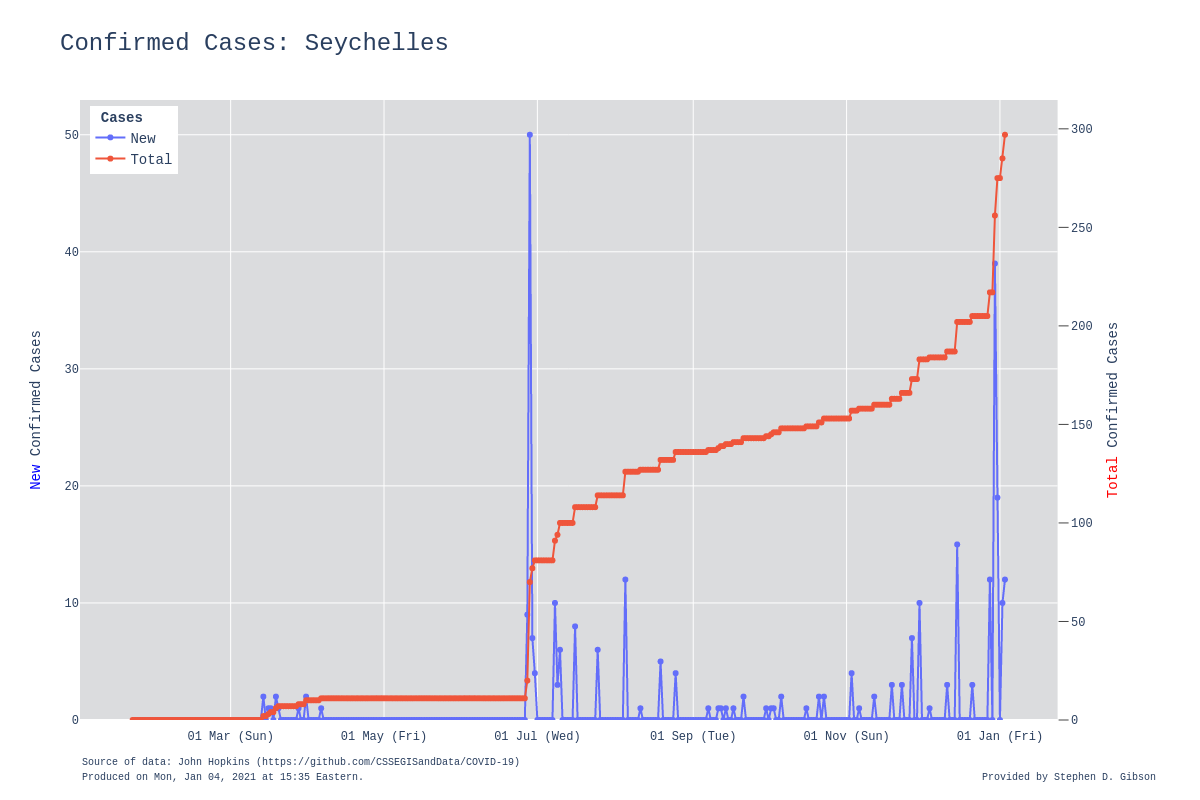 Confirmed Cases: Seychelles
Cases
New
Total
50
40
30
20
10
0
300
250
200
150
100
50
0
New Confirmed Cases
Total Confirmed Cases
01 Mar (Sun)
01 May (Fri)
01 Jul (Wed)
01 Sep (Tue)
01 Nov (Sun)
01 Jan (Fri)
Source of data: John Hopkins (https://github.com/CSSEGISandData/COVID-19)
Produced on Mon, Jan 04, 2021 at 15:35 Eastern.
Provided by Stephen D. Gibson